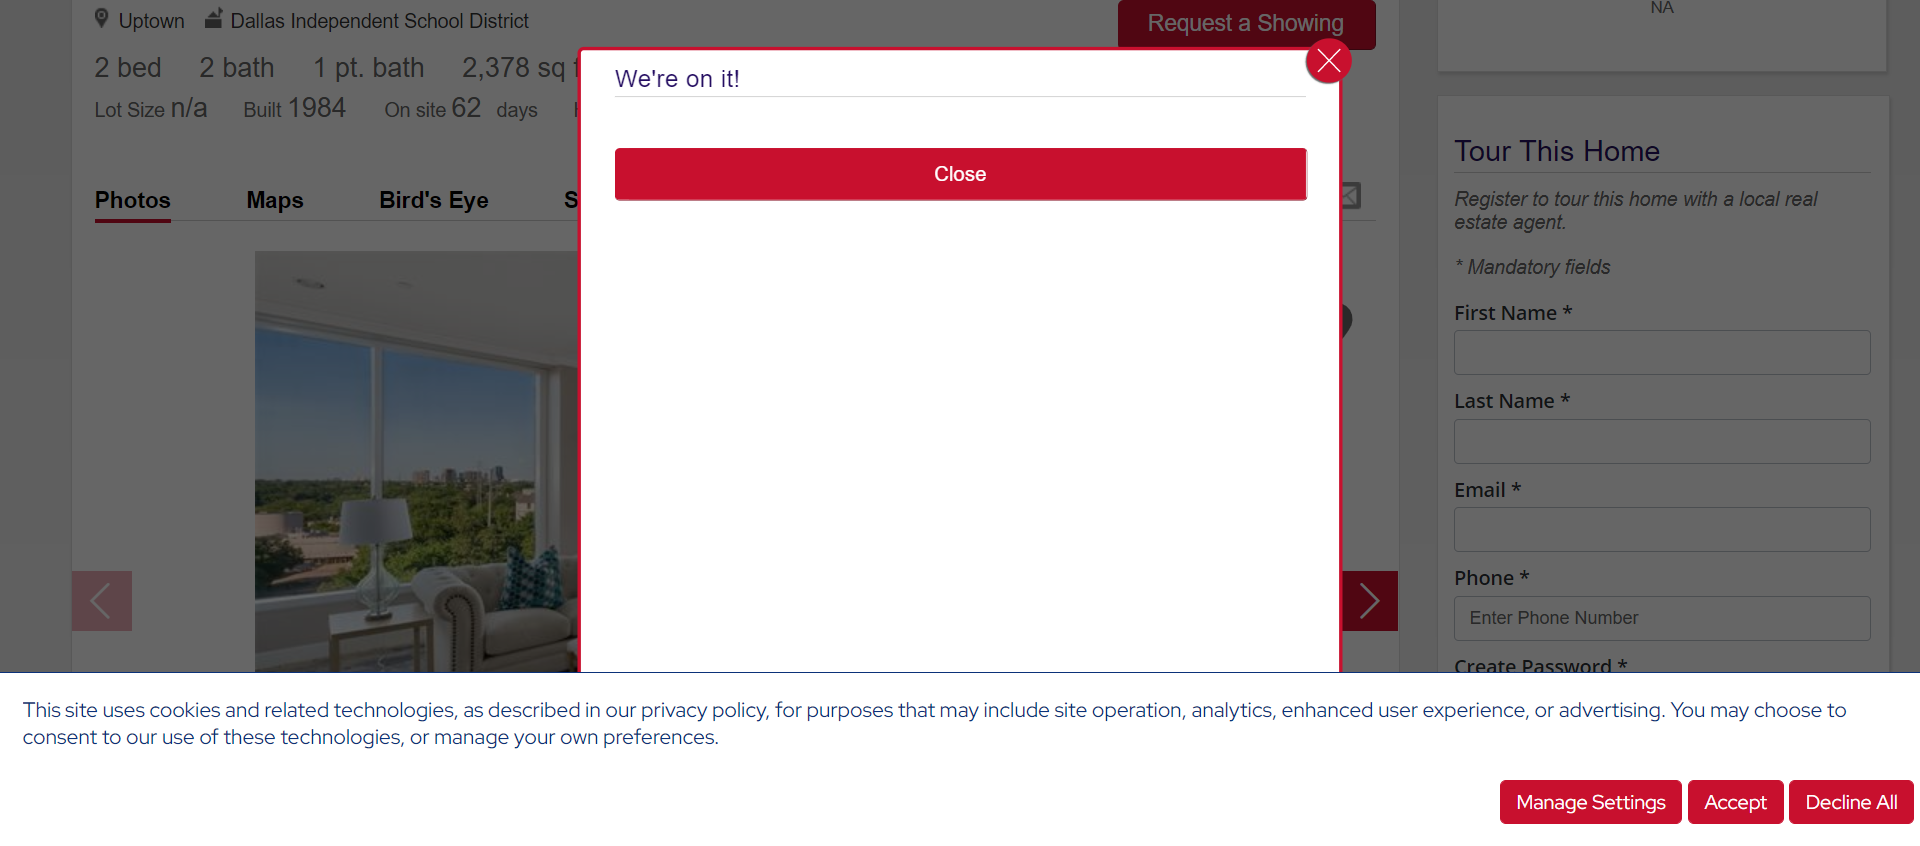 Uptown Dallas Independent School District
Request a Showing
NA
2 bed 2 bath 1 pt. bath 2,378 sq
Lot Size n/a Built 1984 On site 62 days
We're on it!
Close
Photos Maps Bird's Eye
Tour This Home
Register to tour this home with a local real
estate agent.
* Mandatory fields
First Name *
Last Name *
Email *
Phone *
Enter Phone Number
Create Password *
This site uses cookies and related technologies, as described in our privacy policy, for purposes that may include site operation, analytics, enhanced user experience, or advertising. You may choose to
consent to our use of these technologies, or manage your own preferences.
Manage Settings Accept Decline All